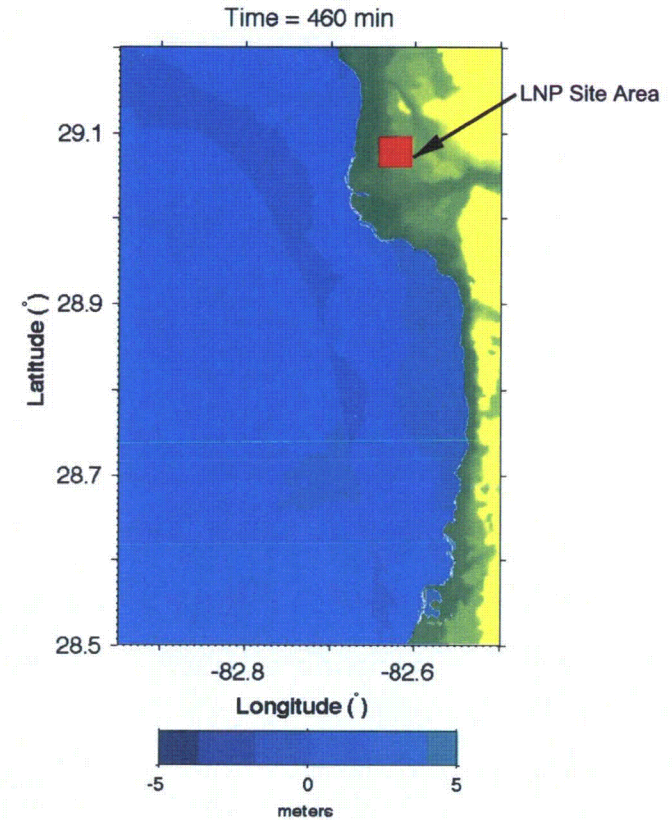 Time = 460 min
LNP Site Area
29.1
28.9
28.7
28.5
Latitude (°)
-82.8 -82.6
Longitude (°)
-5 0 5
meters